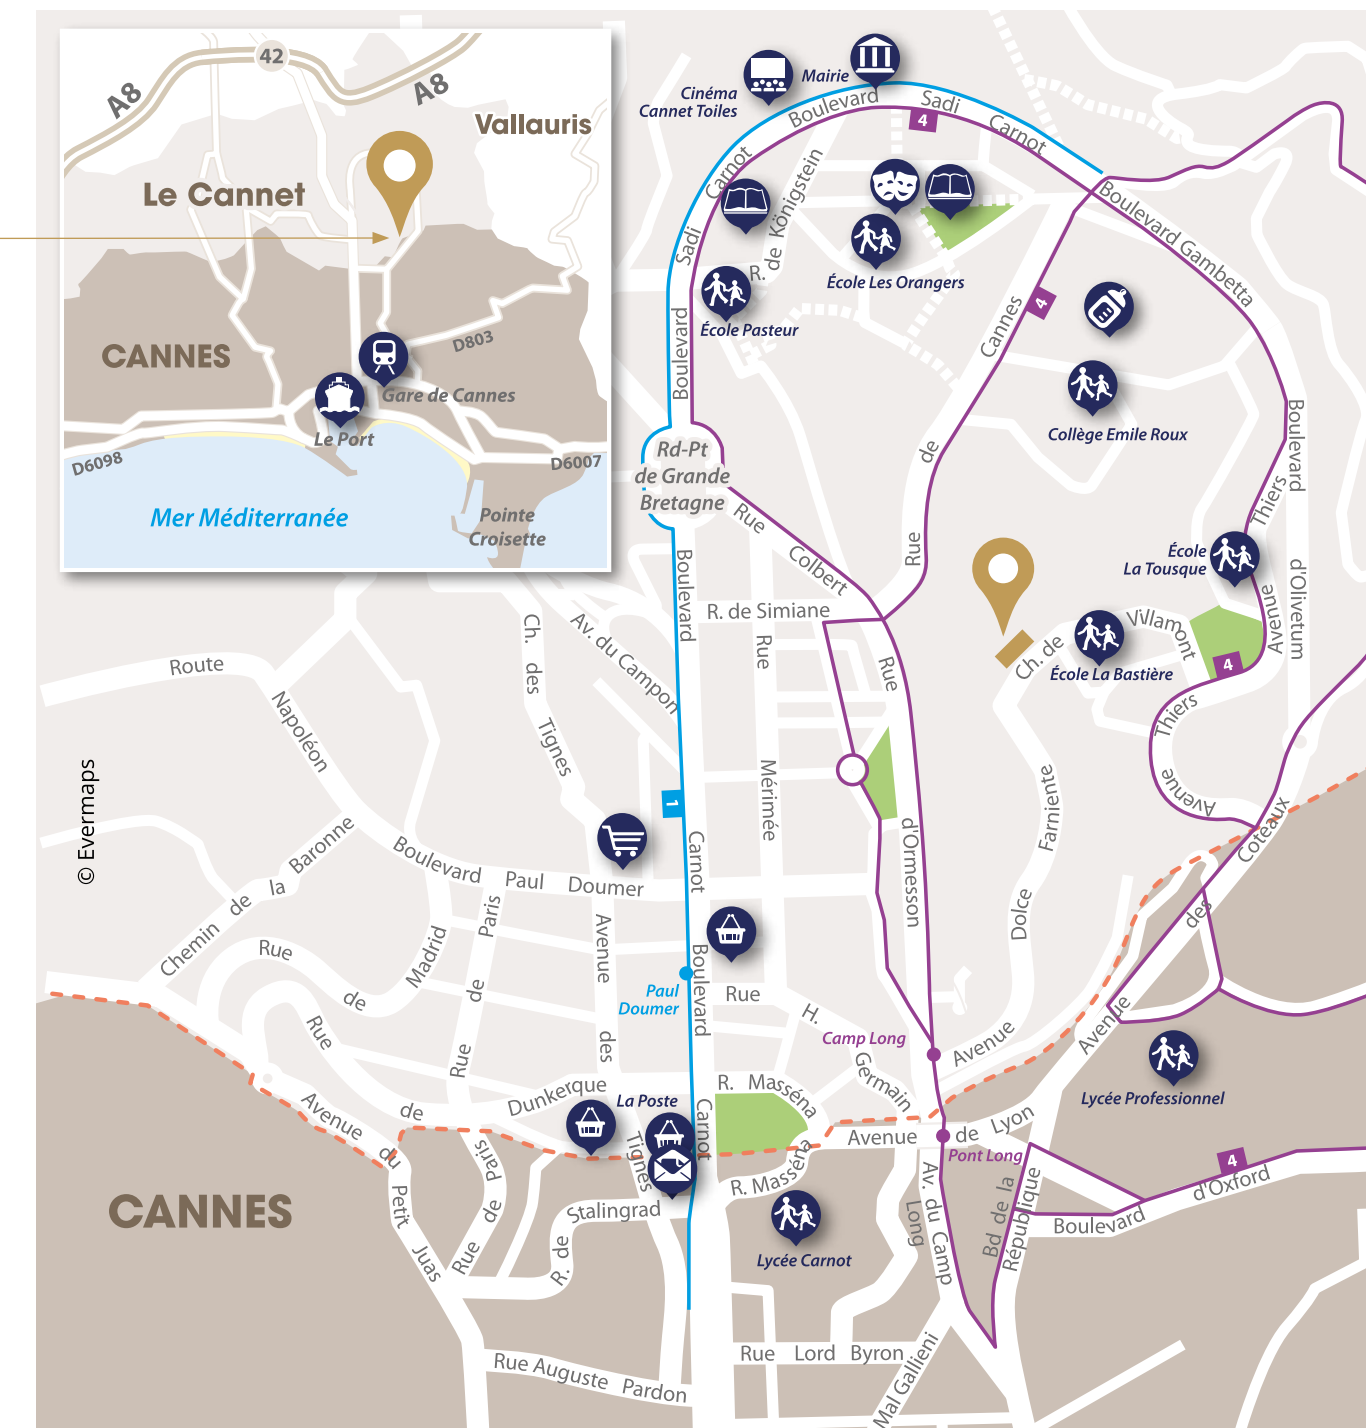 A8
42
A8
Vallauris
Le Cannet
CANNES
D803
Gare de Cannes
Le Port
D6098
D6007
Mer Méditerranée
Pointe
Croisette
Cinéma
Cannet Toiles
Mairie
Boulevard
Sadi
Carnot
4
Carnot
Sadi
Boulevard
R. de Königstein
École Les Orangers
École Pasteur
Boulevard Gambetta
4
Rue de Cannes
Collège Emile Roux
Boulevard
d'Olivetum
Rd-Pt
de Grande
Bretagne
Rue Colbert
École
La Tousque
Avenue Thiers
R. de Simiane
Boulevard
Ch. des Tignes
Av. du Campon
Rue Mérimée
Rue d'Ormesson
Ch. de Villamont
École La Bastière
4
Avenue Thiers
Route
Napoléon
1
Carnot
Dolce Farniente
Avenue des Coteaux
© Evermaps
Chemin de la Baronne
Boulevard Paul Doumer
Rue de Madrid
Rue de Paris
Avenue des Tignes
Boulevard
Paul
Doumer
Rue H. Germain
Camp Long
Avenue
Rue de Dunkerque
La Poste
R. Masséna
Carnot
Avenue de Lyon
Pont Long
Lycée Professionnel
4
Boulevard d'Oxford
Avenue du Petit Juas
Rue de Paris
R. de Stalingrad
R. Masséna
Lycée Carnot
Av. du Camp
Long
Bd de la
République
CANNES
Rue Lord Byron
Mal Gallieni
Rue Auguste Pardon